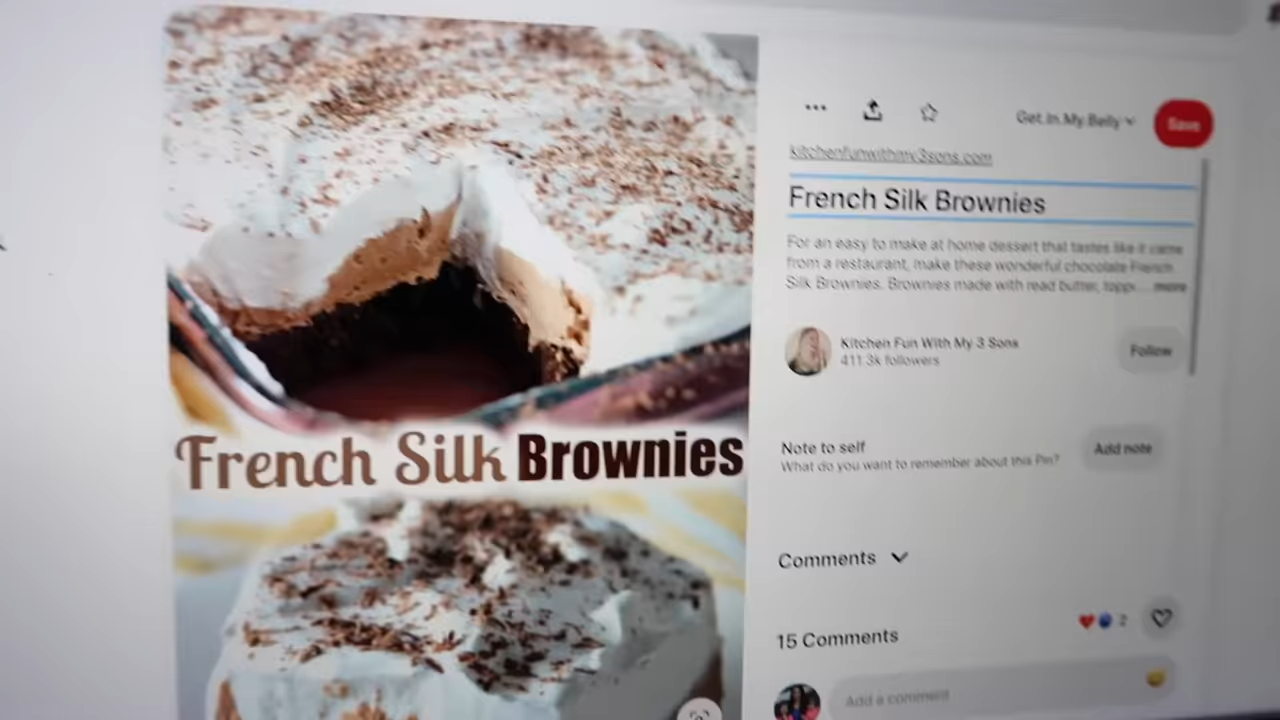 Get.In.My.Belly
Save
kitchenfunwithmy3sons.com
French Silk Brownies
For an easy to make at home dessert that tastes like it came
from a restaurant, make these wonderful chocolate French
Silk Brownies. Brownies made with read butter, toppi... more
Kitchen Fun With My 3 Sons
411.3k followers
Follow
French Silk Brownies
Note to self
What do you want to remember about this Pin?
Add note
Comments
15 Comments
2
Add a comment